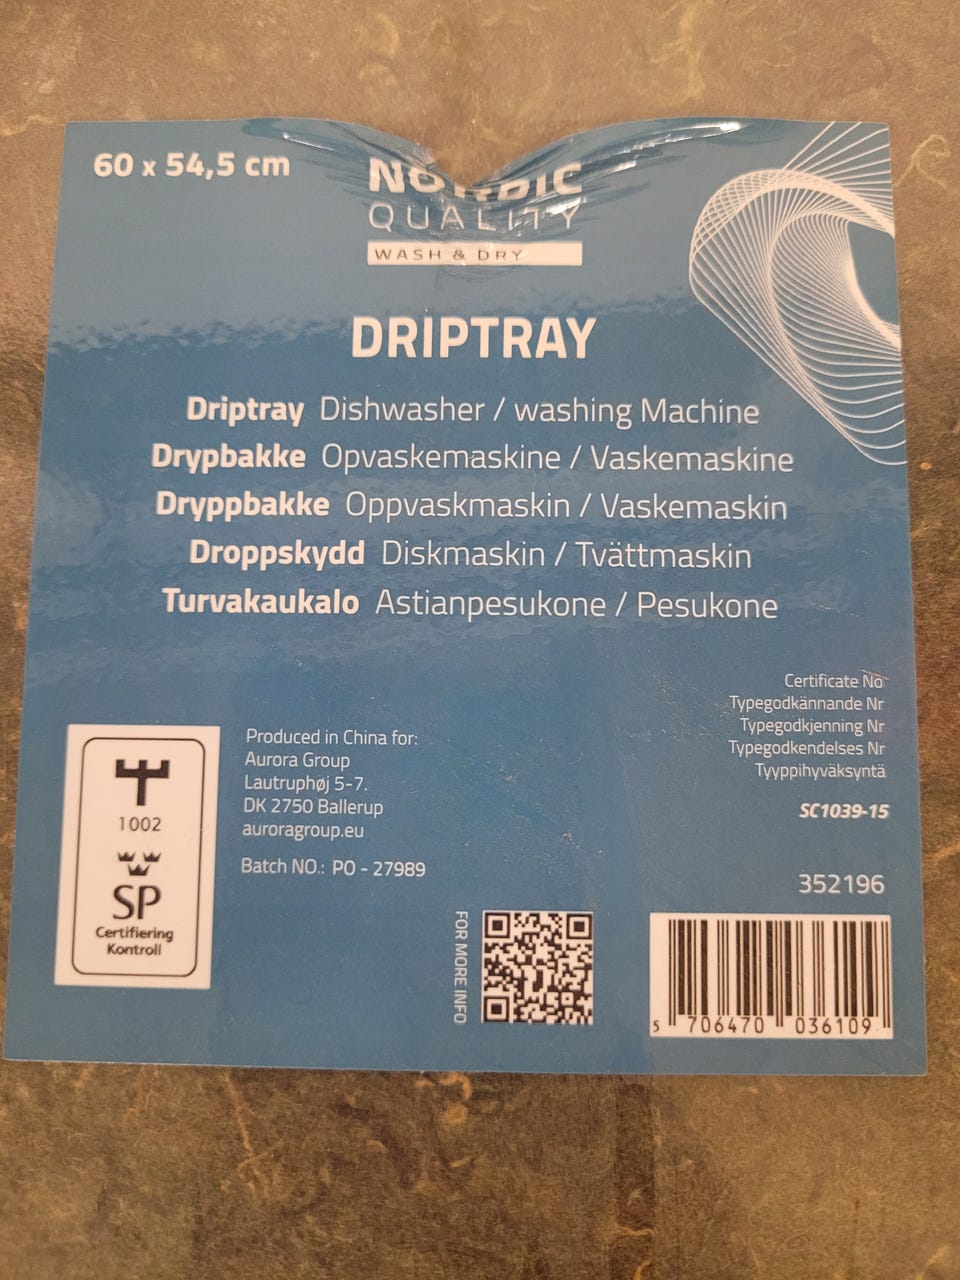 60 x 54,5 cm
NORDIC
QUALITY
WASH & DRY
DRIPTRAY
Driptray Dishwasher / washing Machine
Drypbakke Opvaskemaskine / Vaskemaskine
Dryppbakke Oppvaskmaskin / Vaskemaskin
Droppskydd Diskmaskin / Tvättmaskin
Turvakaukalo Astianpesukone / Pesukone
Certificate No
Typegodkännande Nr
Typegodkjenning Nr
Typegodkendelses Nr
Tyyppihyväksyntä
SC1039-15
1002
SP
Certifiering
Kontroll
Produced in China for:
Aurora Group
Lautruphøj 5-7.
DK 2750 Ballerup
auroragroup.eu
Batch NO.: PO - 27989
FOR MORE INFO
352196
5 706470 036109